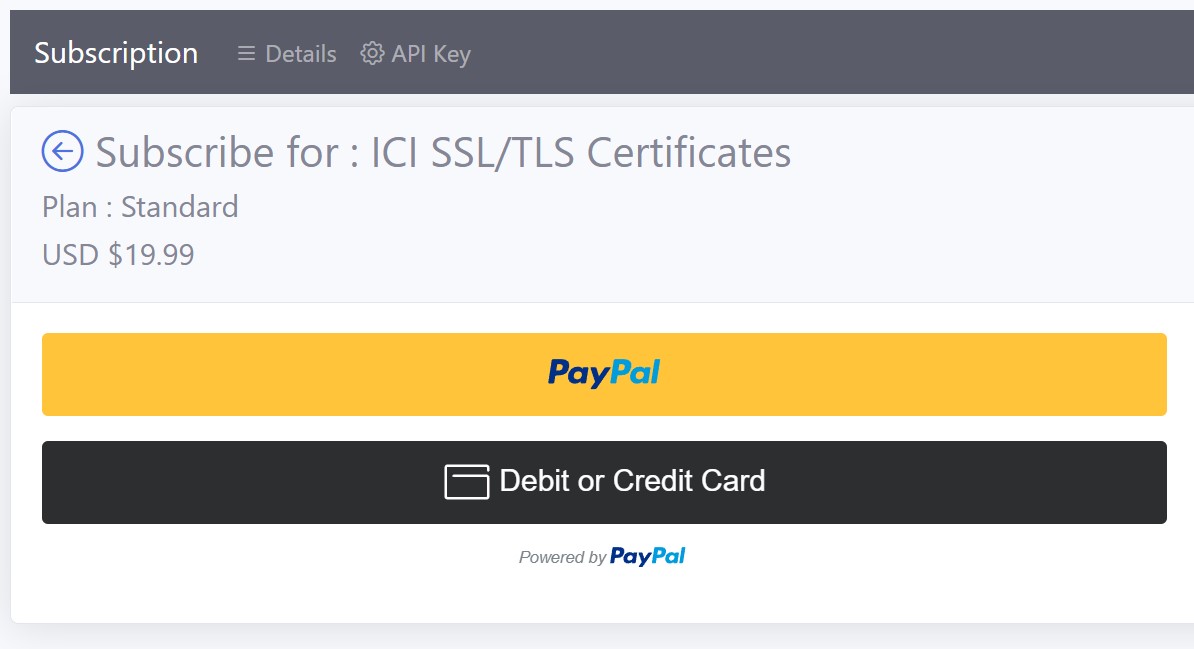 Subscription Details API Key
Subscribe for : ICI SSL/TLS Certificates
Plan : Standard
USD $19.99
PayPal
Debit or Credit Card
Powered by PayPal